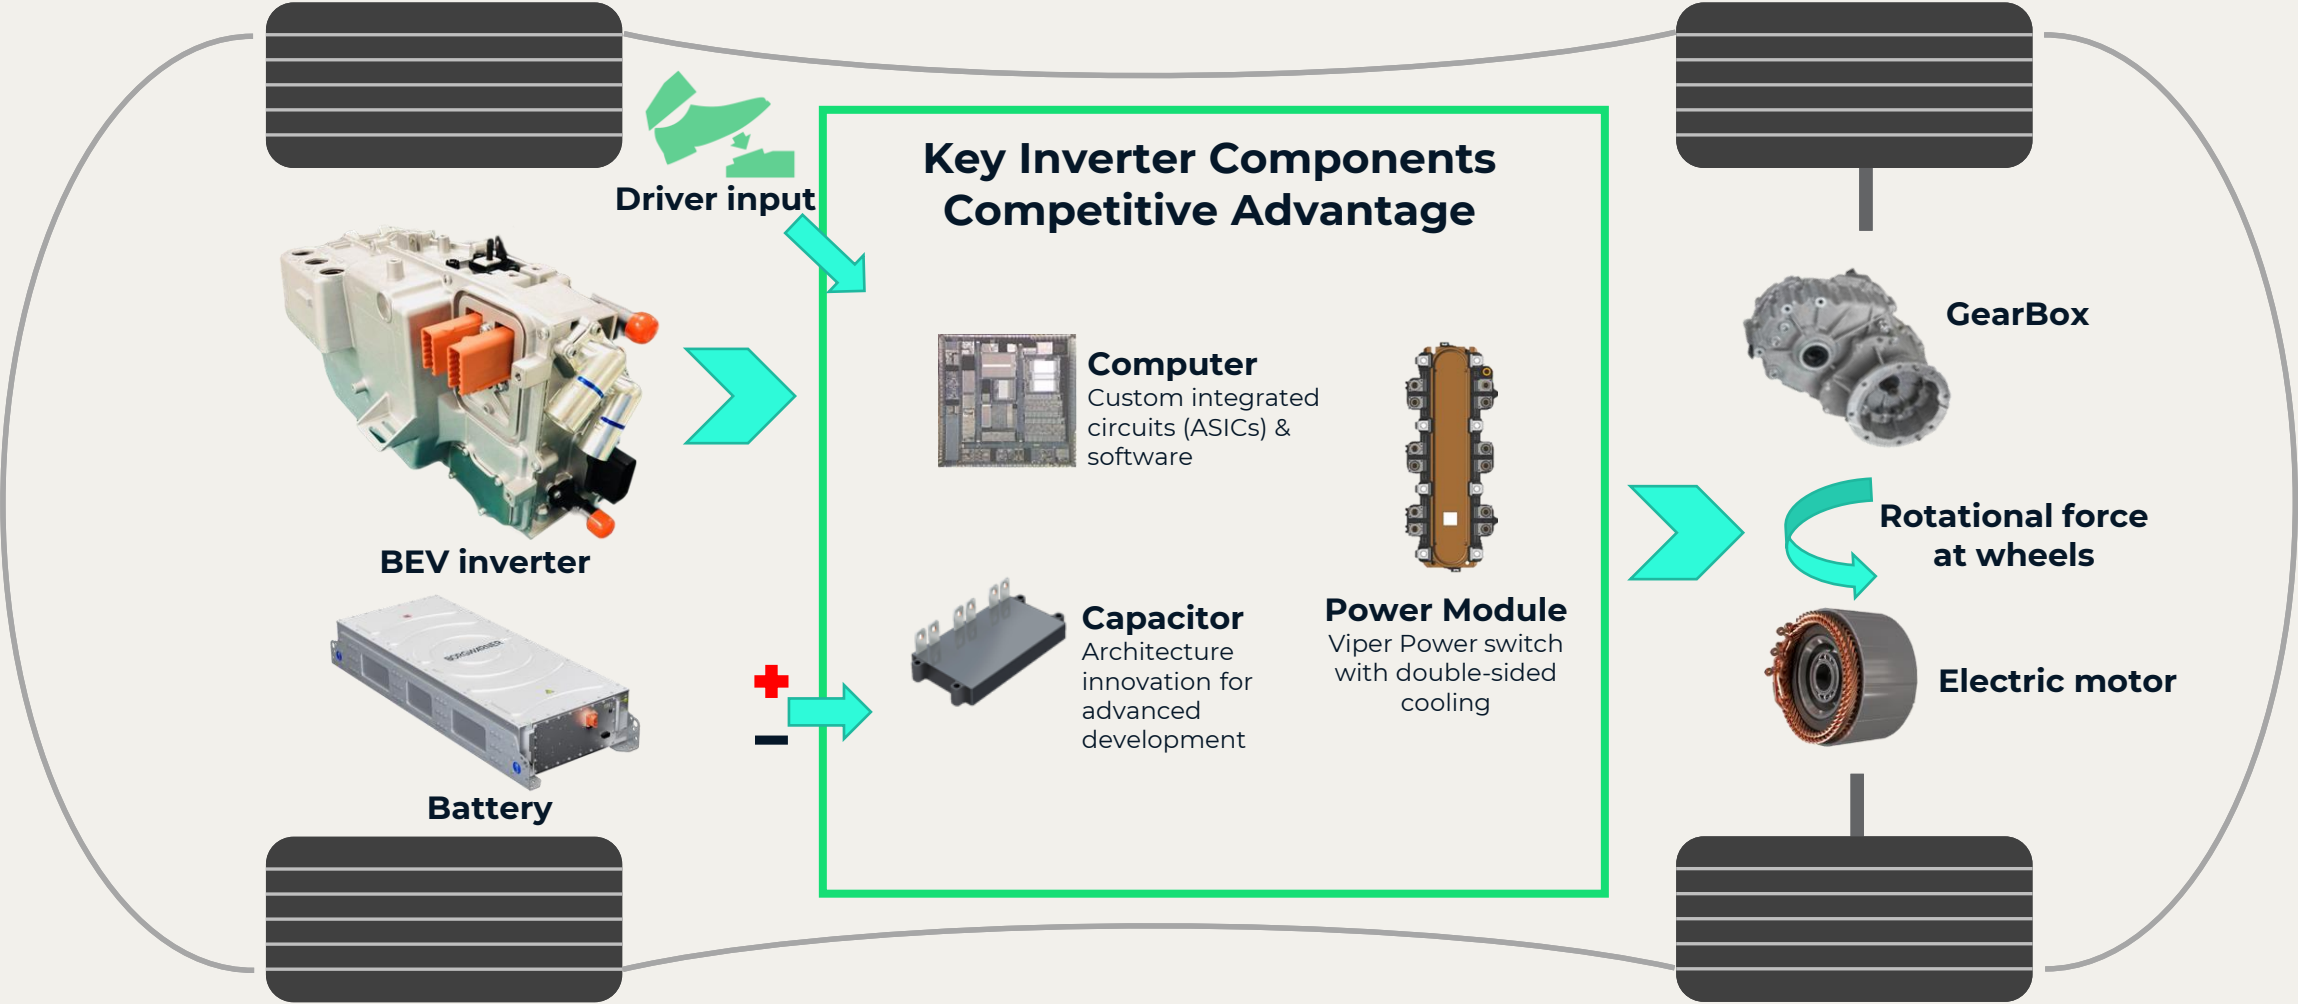 Driver input
Key Inverter Components
Competitive Advantage
BEV inverter
Computer
Custom integrated
circuits (ASICs) &
software
Capacitor
Architecture
innovation for
advanced
development
Power Module
Viper Power switch
with double-sided
cooling
BORGWARNER
Battery
GearBox
Rotational force
at wheels
Electric motor